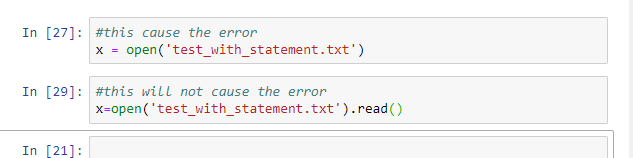 In [27]: #this cause the error
x = open('test_with_statement.txt')
In [29]: #this will not cause the error
x=open('test_with_statement.txt').read()
In [21]: